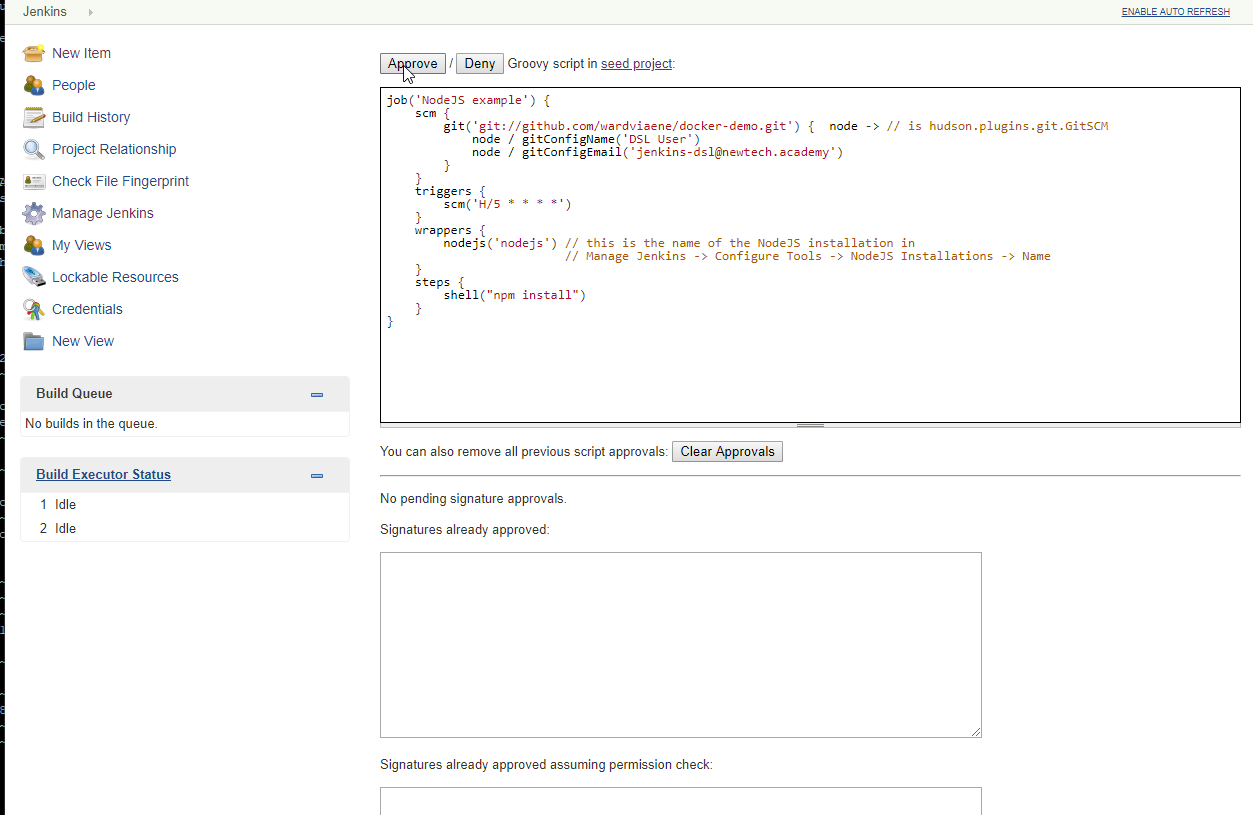 Jenkins
ENABLE AUTO REFRESH
New Item
People
Build History
Project Relationship
Check File Fingerprint
Manage Jenkins
My Views
Lockable Resources
Credentials
New View
Build Queue
No builds in the queue.
Build Executor Status
1 Idle
2 Idle
Approve / Deny Groovy script in seed project:
job('NodeJS example') {
    scm {
        git('git://github.com/wardviaene/docker-demo.git') {  node -> // is hudson.plugins.git.GitSCM
            node / gitConfigName('DSL User')
            node / gitConfigEmail('jenkins-dsl@newtech.academy')
        }
    }
    triggers {
        scm('H/5 * * * *')
    }
    wrappers {
        nodejs('nodejs') // this is the name of the NodeJS installation in
                         // Manage Jenkins -> Configure Tools -> NodeJS Installations -> Name
    }
    steps {
        shell("npm install")
    }
}
You can also remove all previous script approvals: Clear Approvals
No pending signature approvals.
Signatures already approved:
Signatures already approved assuming permission check: